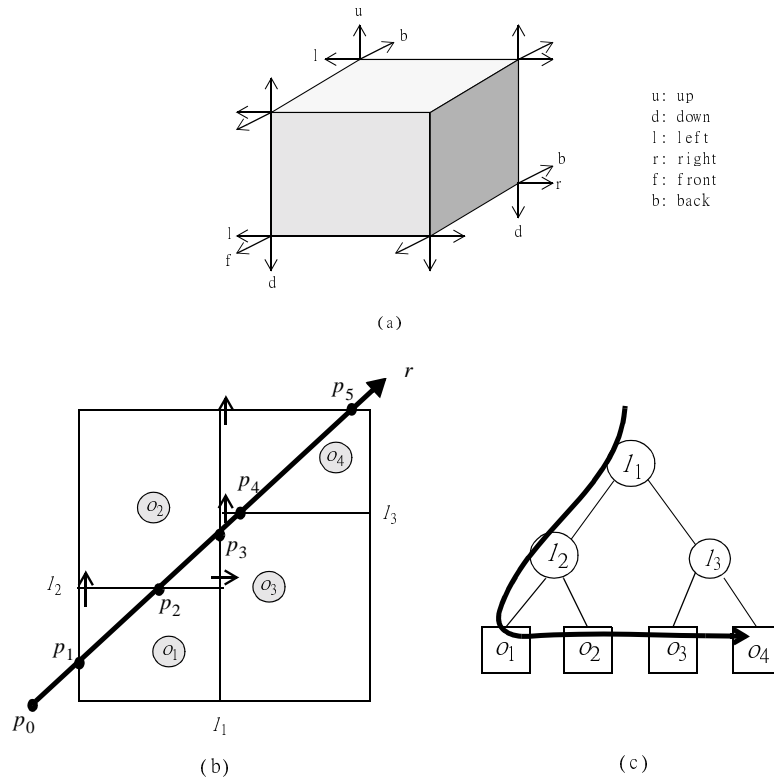 u
b
l
u: up
d: down
l: left
r: right
f: front
b: back
b
r
d
l
f
d
(a)
r
p5
o4
p4
o2
l3
p3
l2
o3
p2
p1
o1
p0
l1
(b)
l1
l2
l3
o1
o2
o3
o4
(c)